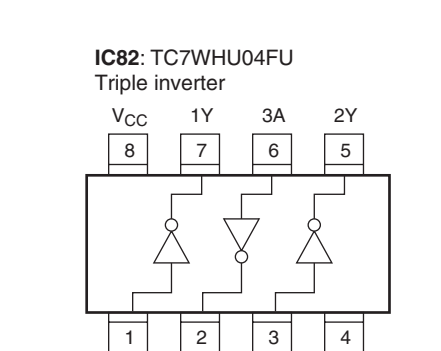 IC82: TC7WHU04FU
Triple inverter
VCC 1Y 3A 2Y
8 7 6 5
1 2 3 4